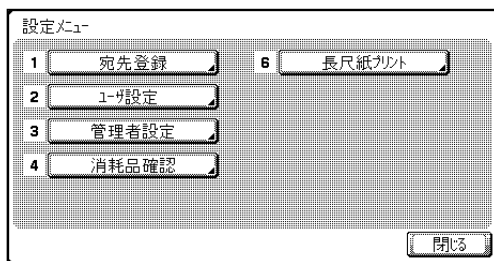 設定メニュー
1 宛先登録
2 ユーザ設定
3 管理者設定
4 消耗品確認
6 長尺紙プリント
閉じる